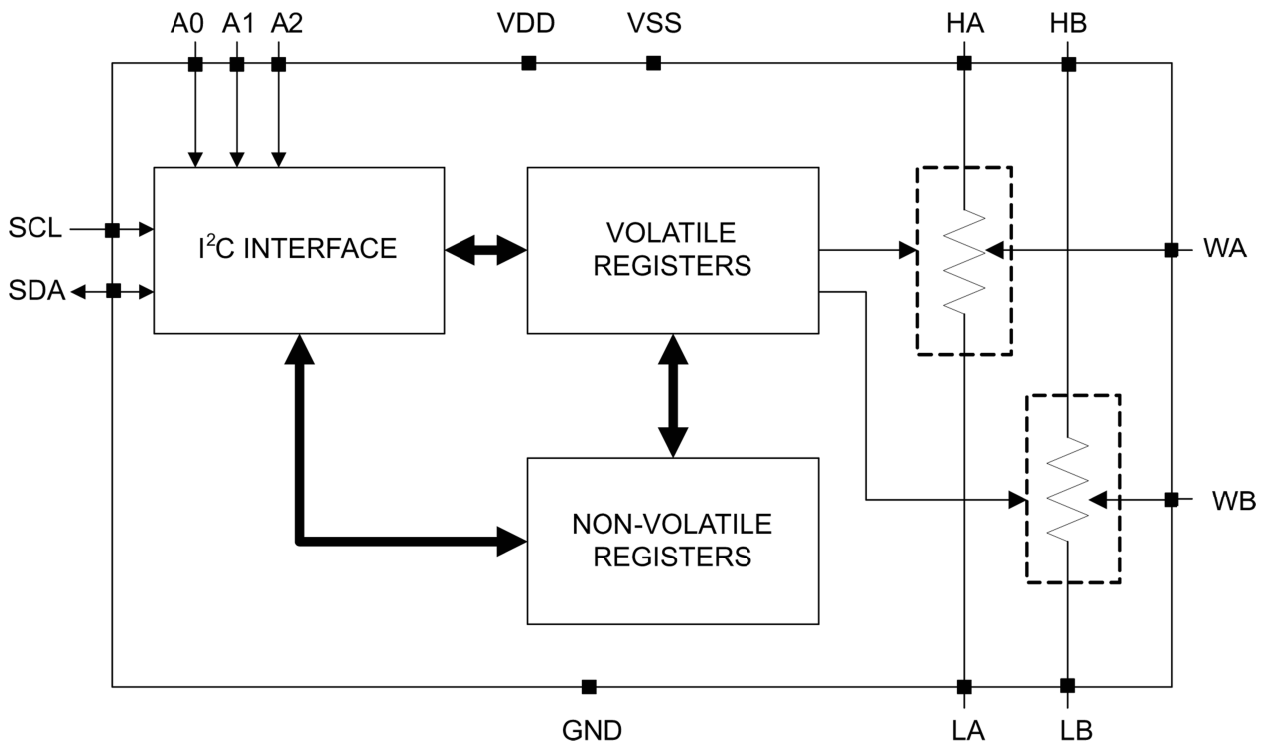 A0 A1 A2 VDD VSS HA HB
SCL
I²C INTERFACE
VOLATILE
REGISTERS
WA
SDA
NON-VOLATILE
REGISTERS
WB
GND LA LB